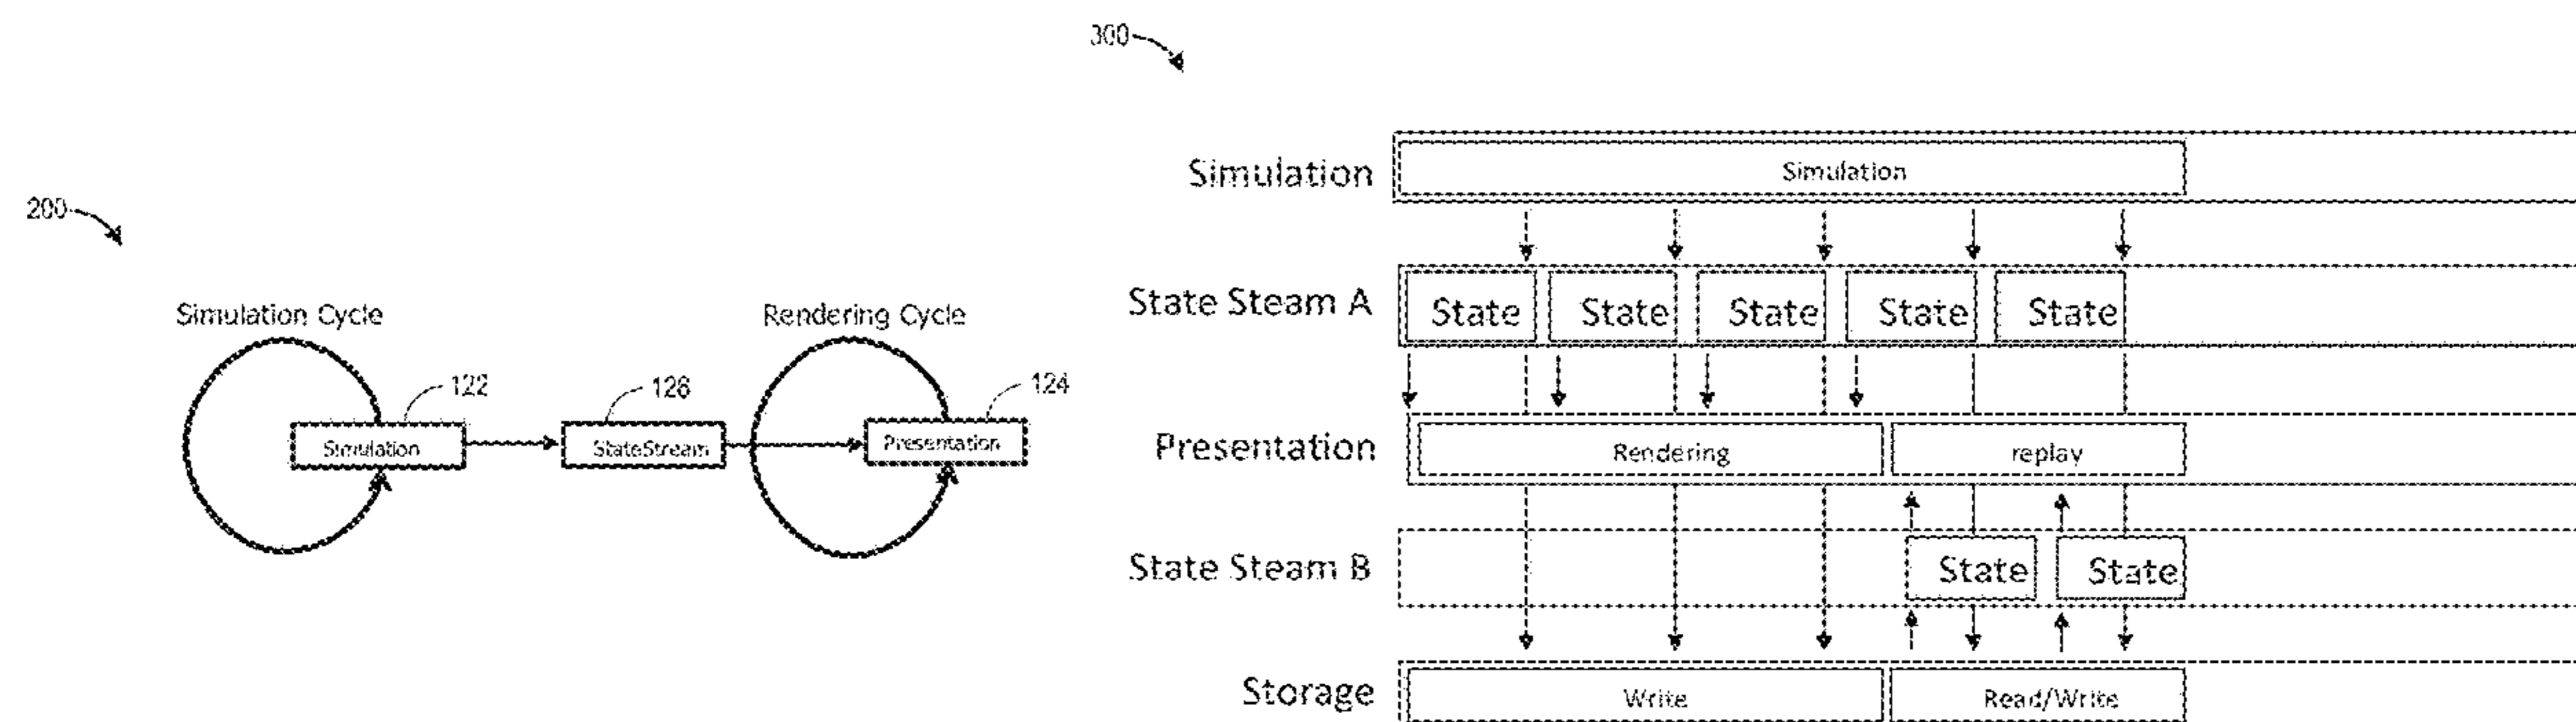 200
Simulation Cycle
Rendering Cycle
122
126
124
Simulation
StateStream
Presentation
300
Simulation
Simulation
State Steam A
State
State
State
State
State
Presentation
Rendering
replay
State Steam B
State
State
Storage
Write
Read/Write